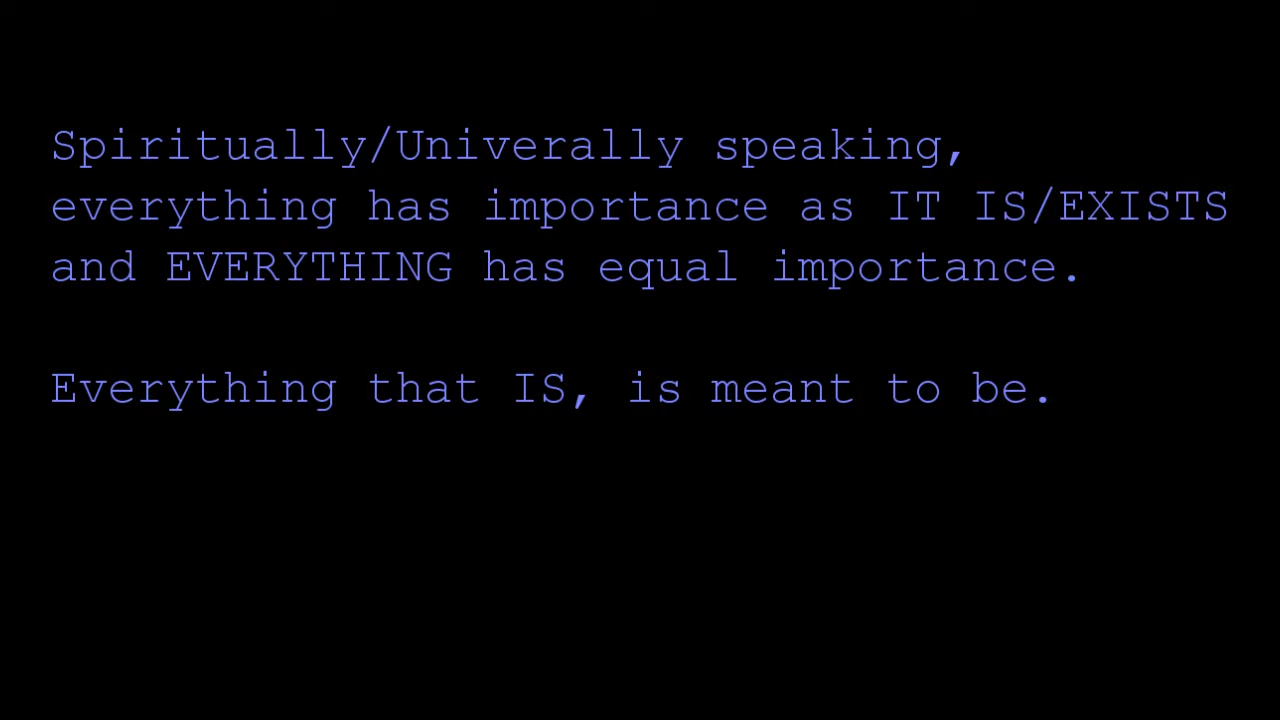 Spiritually/Univerally speaking,
everything has importance as IT IS/EXISTS
and EVERYTHING has equal importance.
Everything that IS, is meant to be.